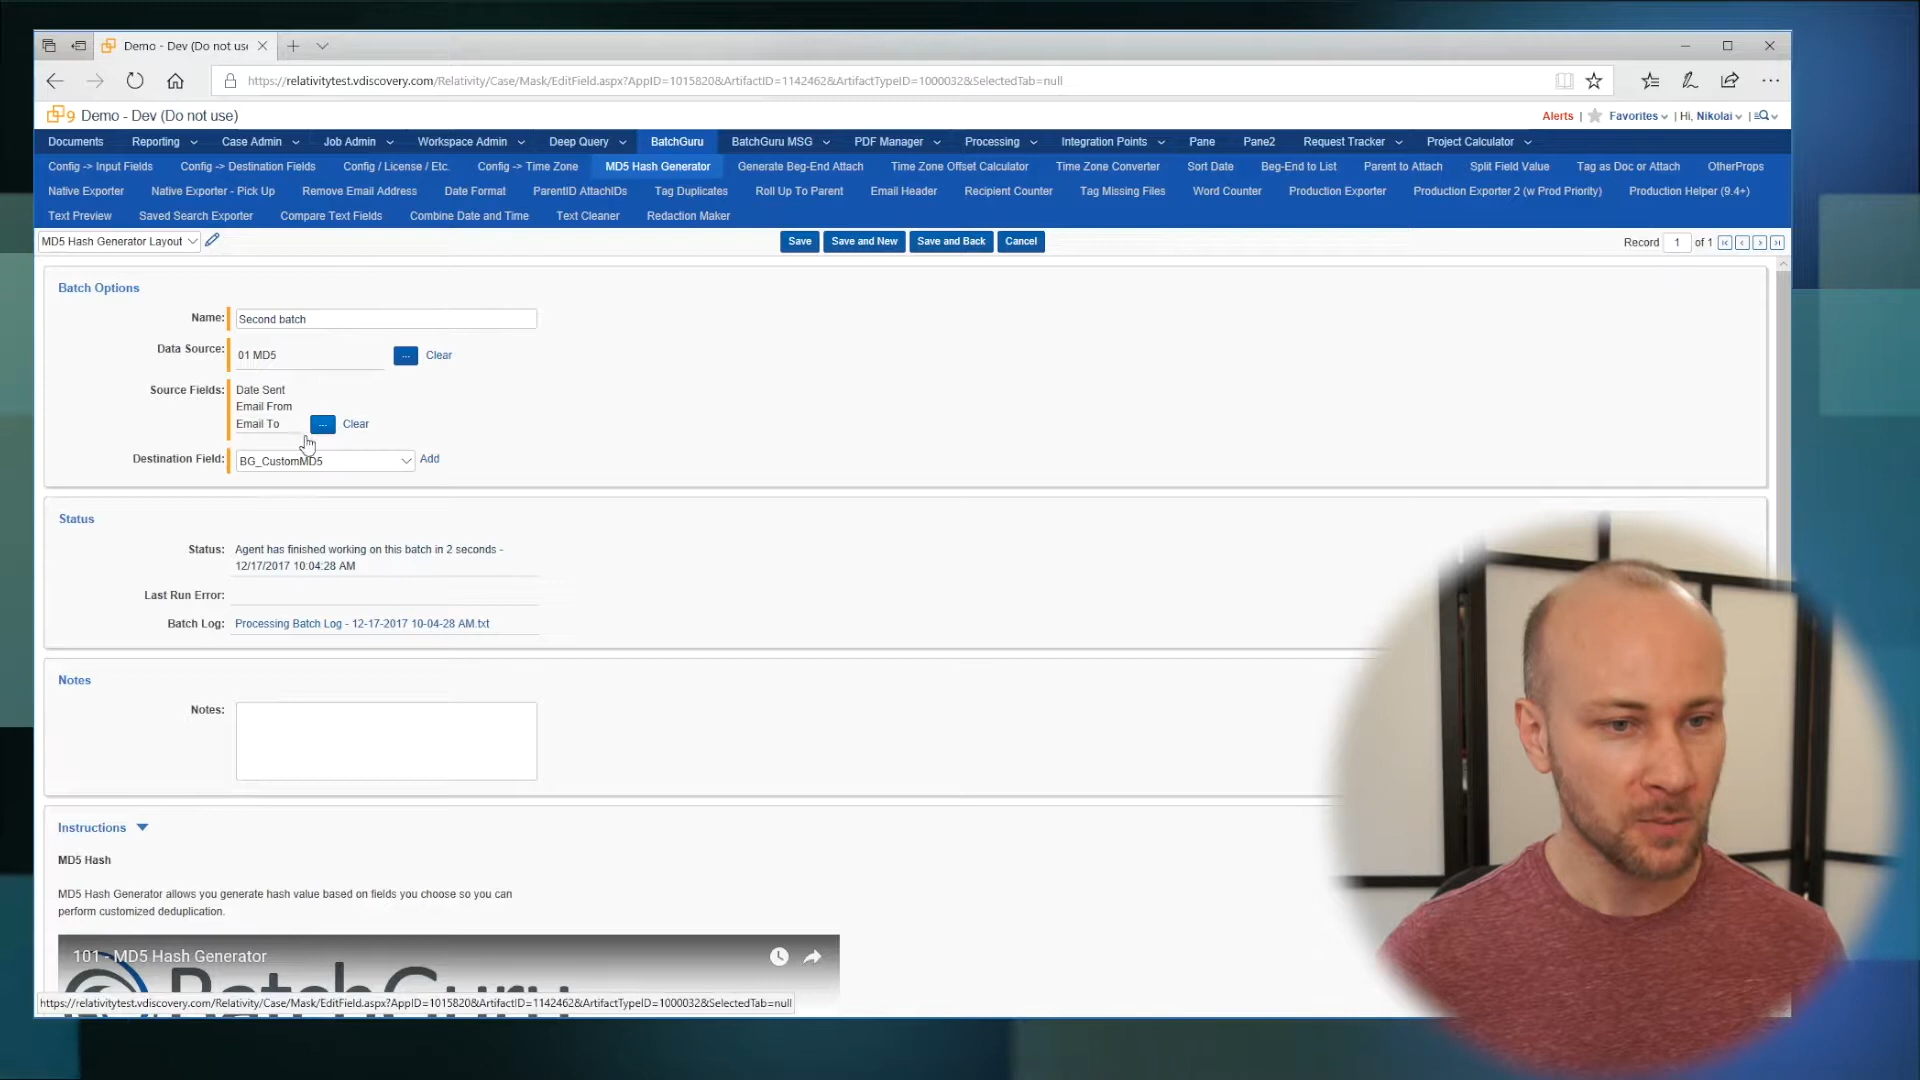 Demo - Dev (Do not us
https://relativitytest.vdiscovery.com/Relativity/Case/Mask/EditField.aspx?AppID=1015820&ArtifactID=1142462&ArtifactTypeID=1000032&SelectedTab=null
9 Demo - Dev (Do not use)
Alerts | Favorites | Hi, Nikolai |
Documents Reporting Case Admin Job Admin Workspace Admin Deep Query BatchGuru BatchGuru MSG PDF Manager Processing Integration Points Pane Pane2 Request Tracker Project Calculator
Config -> Input Fields Config -> Destination Fields Config / License / Etc. Config -> Time Zone MD5 Hash Generator Generate Beg-End Attach Time Zone Offset Calculator Time Zone Converter Sort Date Beg-End to List Parent to Attach Split Field Value Tag as Doc or Attach OtherProps
Native Exporter Native Exporter - Pick Up Remove Email Address Date Format ParentID AttachIDs Tag Duplicates Roll Up To Parent Email Header Recipient Counter Tag Missing Files Word Counter Production Exporter Production Exporter 2 (w Prod Priority) Production Helper (9.4+)
Text Preview Saved Search Exporter Compare Text Fields Combine Date and Time Text Cleaner Redaction Maker
MD5 Hash Generator Layout Save Save and New Save and Back Cancel Record 1 of 1
Batch Options
Name: Second batch
Data Source: 01 MD5 ... Clear
Source Fields: Date Sent
Email From
Email To ... Clear
Destination Field: BG_CustomMD5 Add
Status
Status: Agent has finished working on this batch in 2 seconds -
12/17/2017 10:04:28 AM
Last Run Error:
Batch Log: Processing Batch Log - 12-17-2017 10-04-28 AM.txt
Notes
Notes:
Instructions
MD5 Hash
MD5 Hash Generator allows you generate hash value based on fields you choose so you can
perform customized deduplication.
101 - MD5 Hash Generator
BatchGuru
https://relativitytest.vdiscovery.com/Relativity/Case/Mask/EditField.aspx?AppID=1015820&ArtifactID=1142462&ArtifactTypeID=1000032&SelectedTab=null